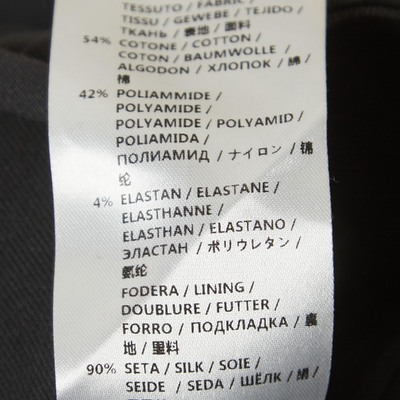 TESSUTO / FABRIC /
TISSU / GEWEBE / TEJIDO /
ТКАНЬ / 表地 / 面料
54% COTONE / COTTON /
COTON / BAUMWOLLE /
ALGODON / ХЛОПОК / 綿 /
棉
42% POLIAMMIDE /
POLYAMIDE /
POLYAMIDE / POLYAMID /
POLIAMIDA /
ПОЛИАМИД / ナイロン / 锦
纶
4% ELASTAN / ELASTANE /
ELASTHANNE /
ELASTHAN / ELASTANO /
ЭЛАСТАН / ポリウレタン /
氨纶
FODERA / LINING /
DOUBLURE / FUTTER /
FORRO / ПОДКЛАДКА / 裏
地 / 里料
90% SETA / SILK / SOIE /
SEIDE / SEDA / ШЁЛК / 絹 /